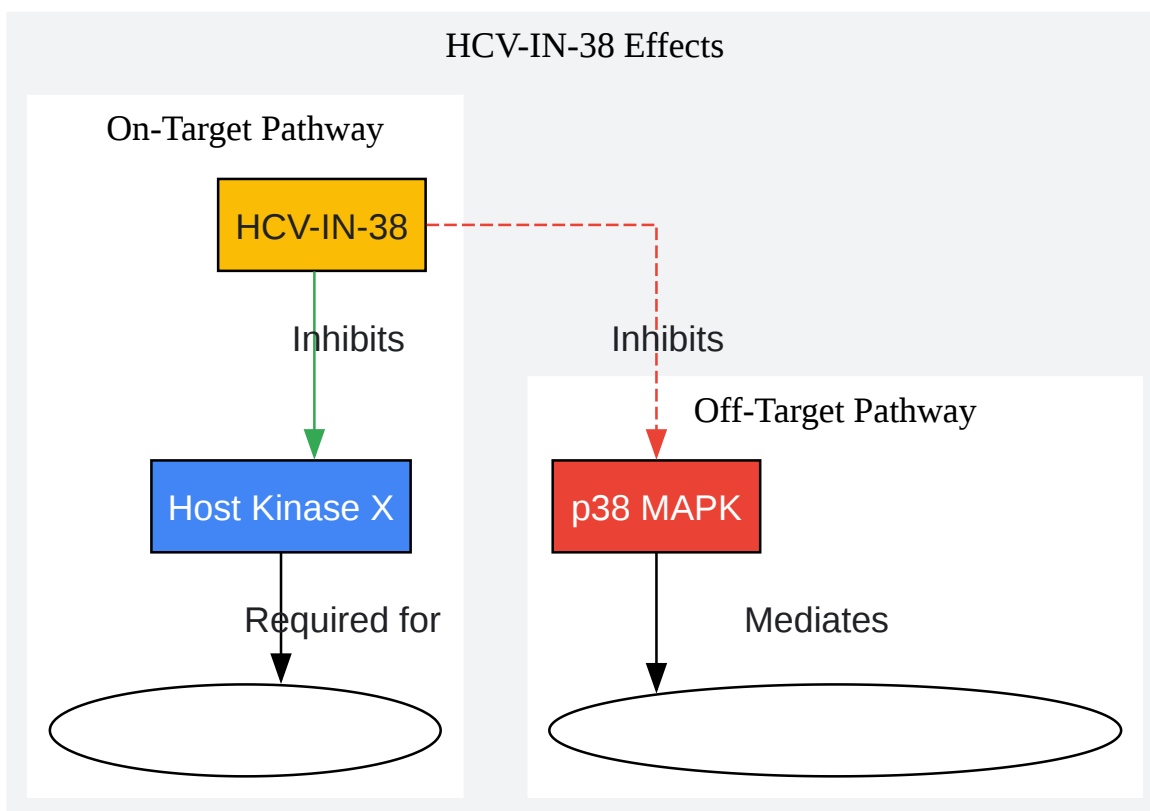 HCV-IN-38 Effects
On-Target Pathway
HCV-IN-38
Inhibits
Inhibits
Off-Target Pathway
Host Kinase X
p38 MAPK
Required for
Mediates